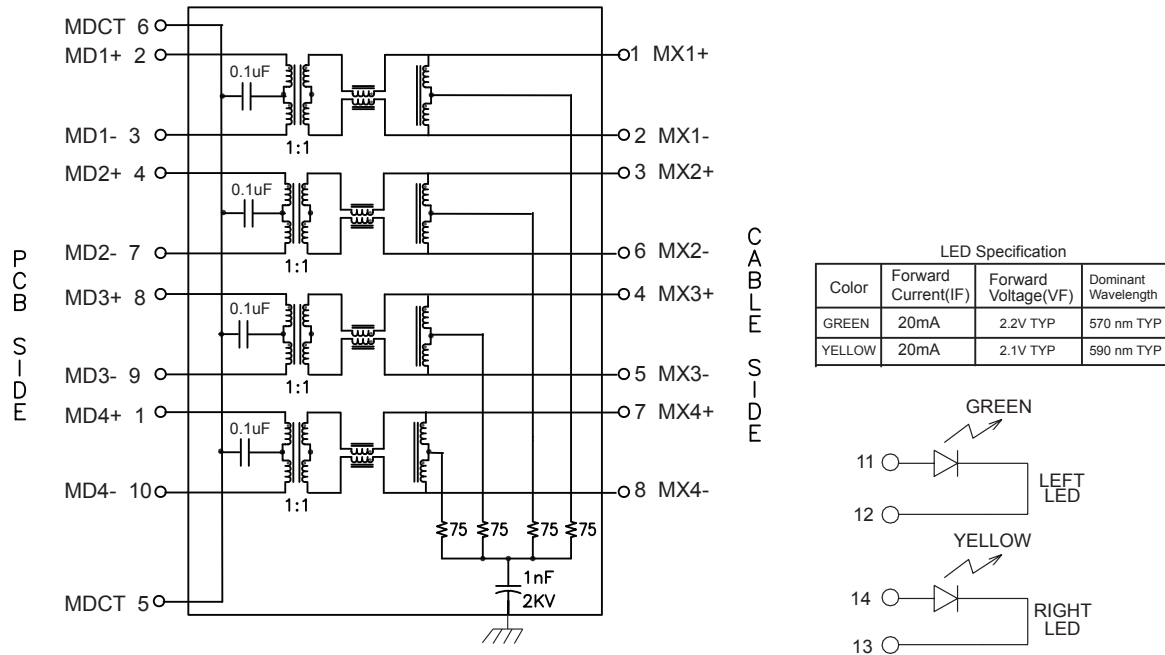 MDCT 6
MD1+ 2
0.1uF
MD1- 3
1:1
1 MX1+
2 MX1-
MD2+ 4
0.1uF
MD2- 7
1:1
3 MX2+
6 MX2-
MD3+ 8
0.1uF
MD3- 9
1:1
4 MX3+
5 MX3-
MD4+ 1
0.1uF
MD4- 10
1:1
7 MX4+
8 MX4-
75 75 75 75
1nF
2KV
MDCT 5
PCB SIDE
CABLE SIDE
LED Specification
Color Forward Current(IF) Forward Voltage(VF) Dominant Wavelength
GREEN 20mA 2.2V TYP 570 nm TYP
YELLOW 20mA 2.1V TYP 590 nm TYP
GREEN
11
12
LEFT
LED
YELLOW
14
13
RIGHT
LED